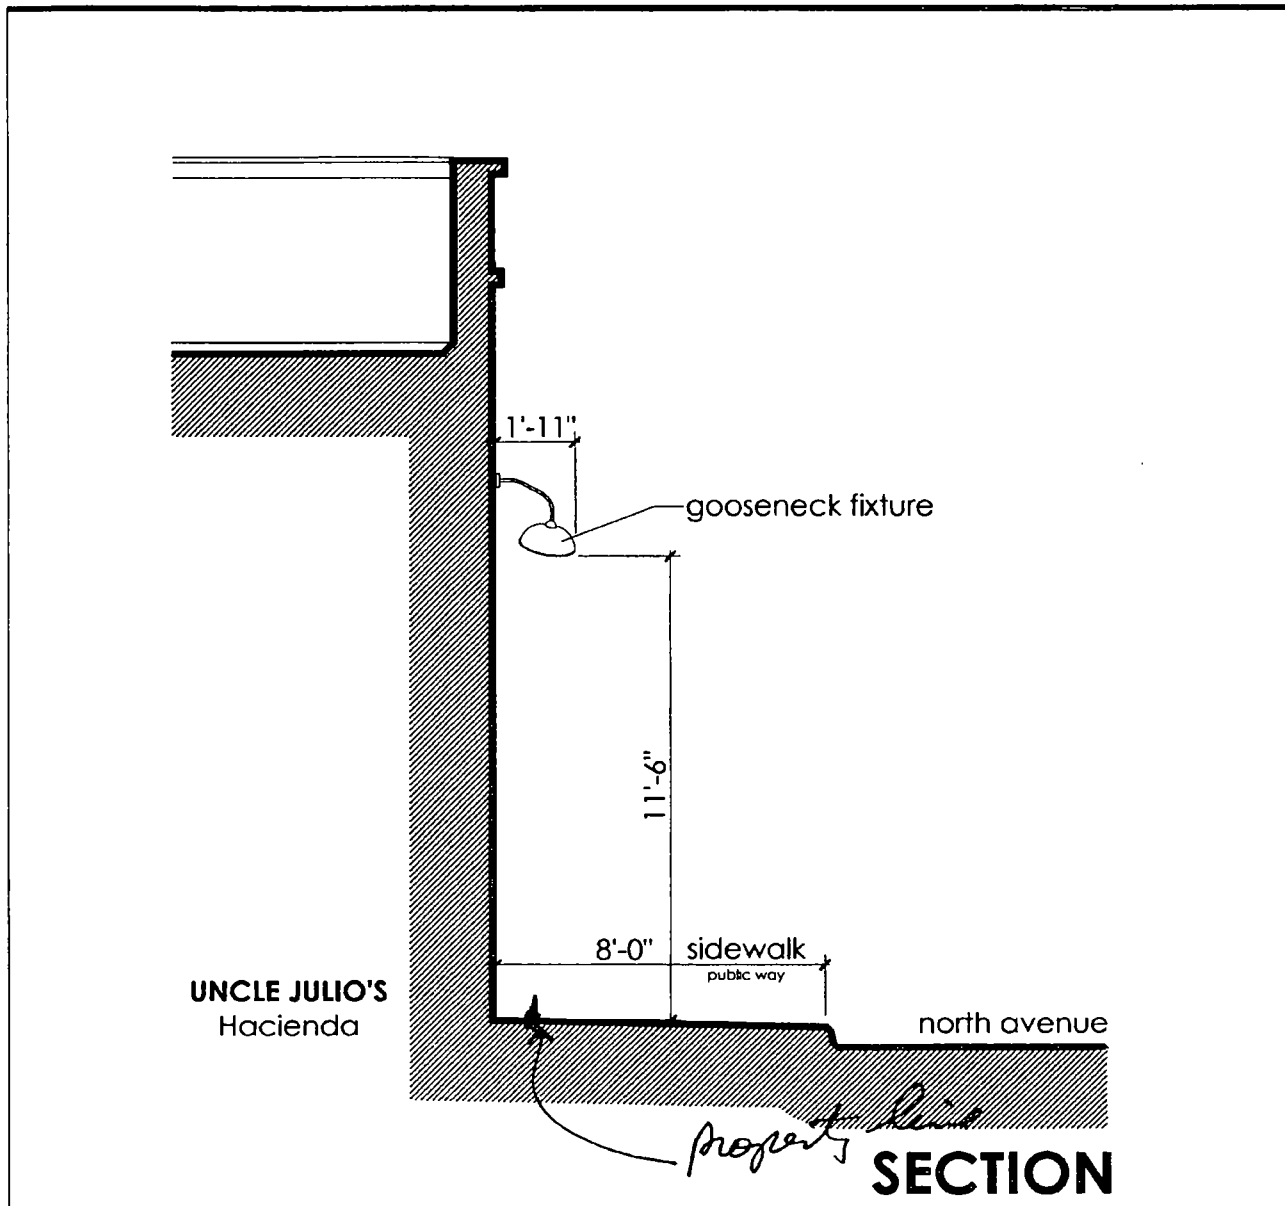 1'-11"
gooseneck fixture
11'-6"
8'-0" sidewalk
public way
UNCLE JULIO'S
Hacienda
north avenue
property line
SECTION